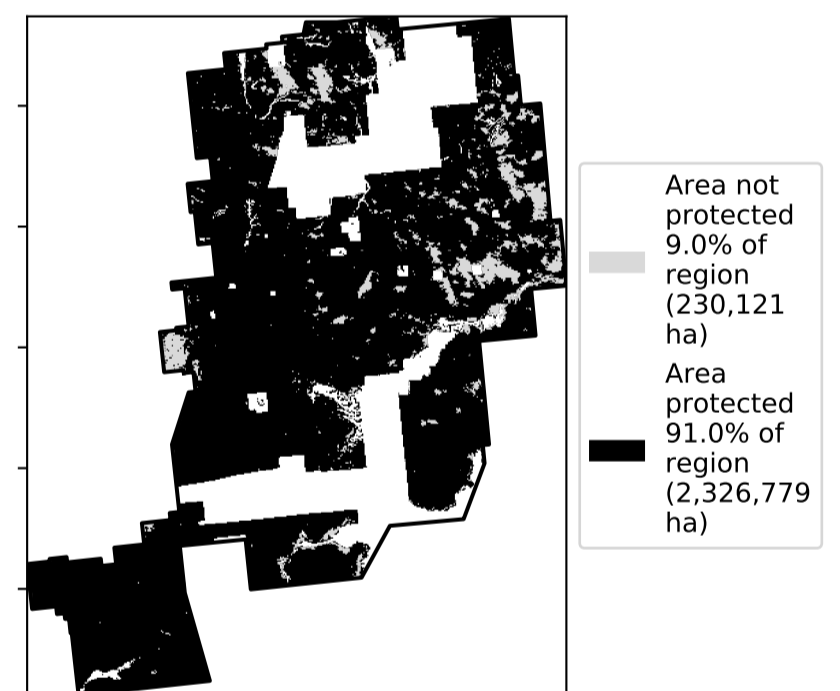 Area not
protected
9.0% of
region
(230,121
ha)
Area
protected
91.0% of
region
(2,326,779
ha)